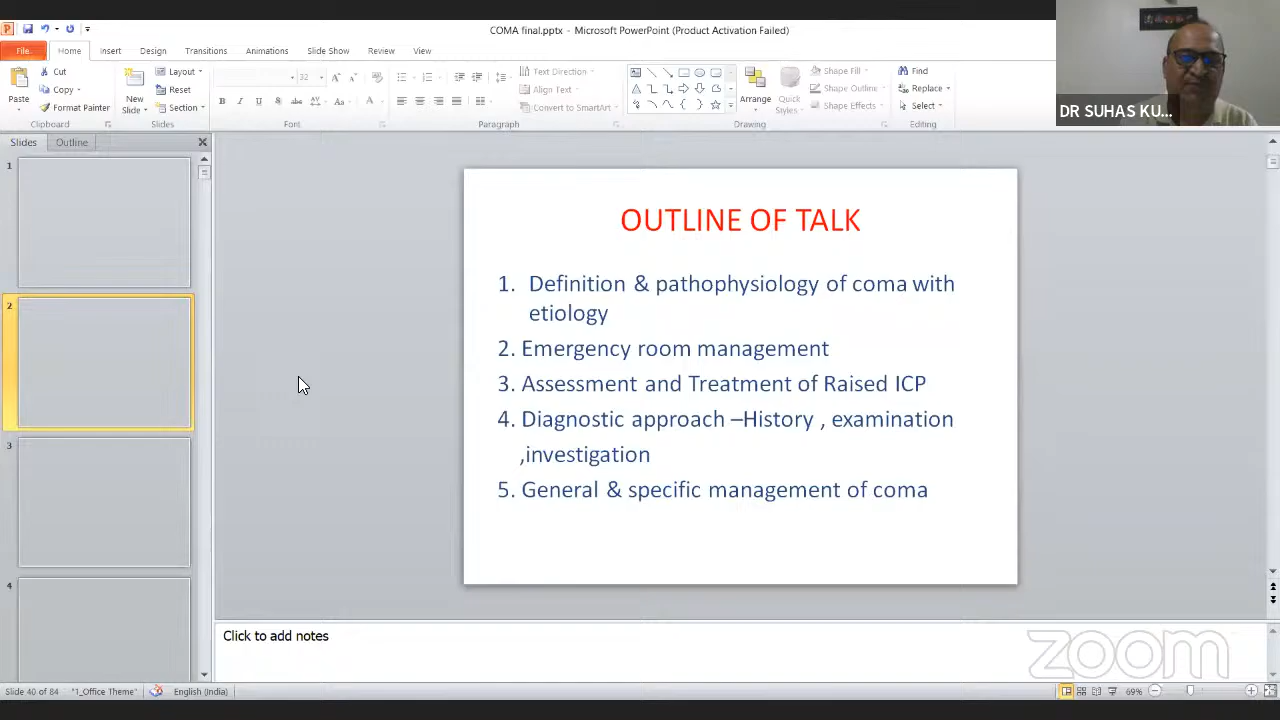 COMA final.pptx - Microsoft PowerPoint (Product Activation Failed)
File Home Insert Design Transitions Animations Slide Show Review View
Paste
Cut
Copy
Format Painter
Clipboard
New
Slide
Layout
Reset
Section
Slides
32
Font
Text Direction
Align Text
Convert to SmartArt
Paragraph
Arrange
Quick
Styles
Shape Fill
Shape Outline
Shape Effects
Drawing
Find
Replace
Select
Editing
DR SUHAS KU...
Slides Outline
1
2
3
4
OUTLINE OF TALK
1. Definition & pathophysiology of coma with
etiology
2. Emergency room management
3. Assessment and Treatment of Raised ICP
4. Diagnostic approach –History , examination
,investigation
5. General & specific management of coma
Click to add notes
zoom
Slide 40 of 84 "1_Office Theme" English (India) 69%